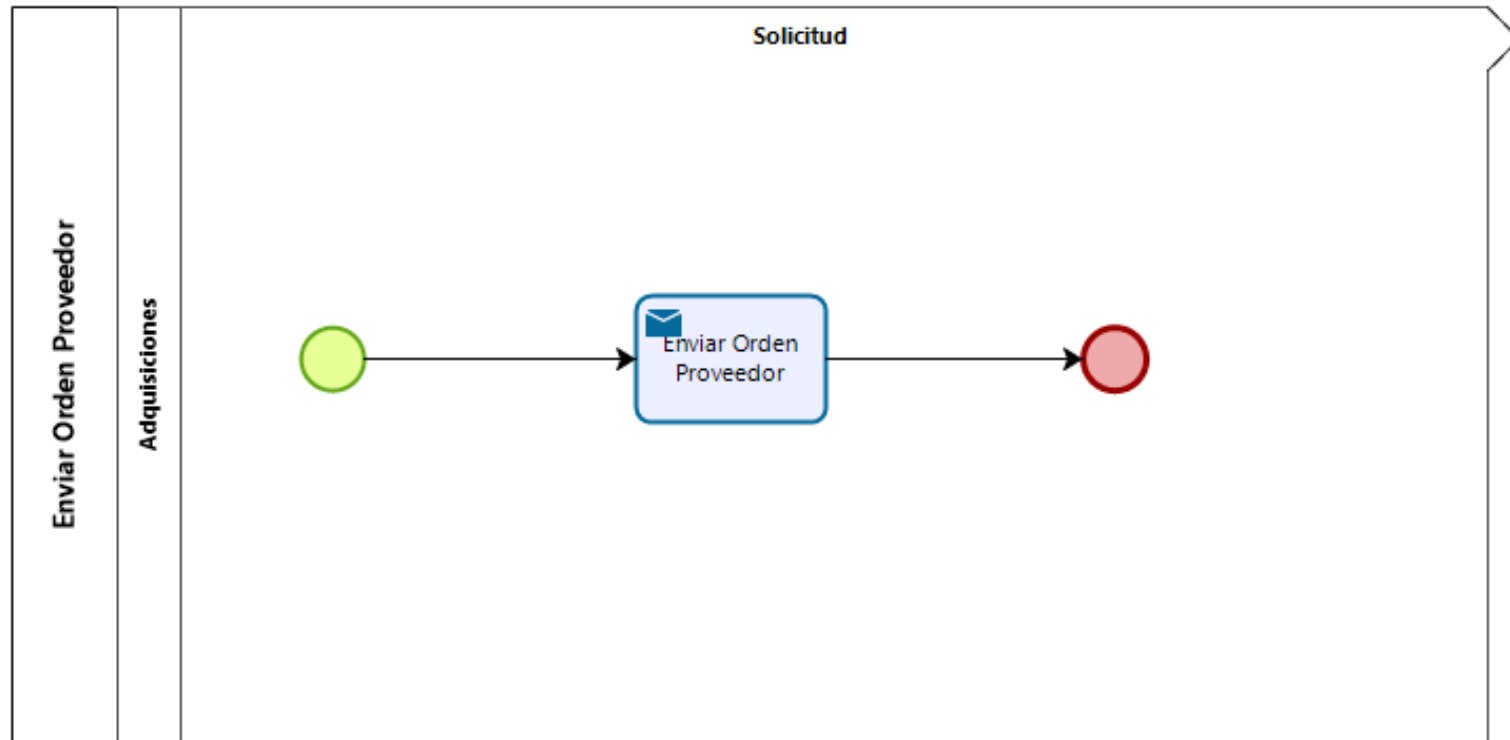 Solicitud
Enviar Orden Proveedor
Adquisiciones
Enviar Orden
Proveedor